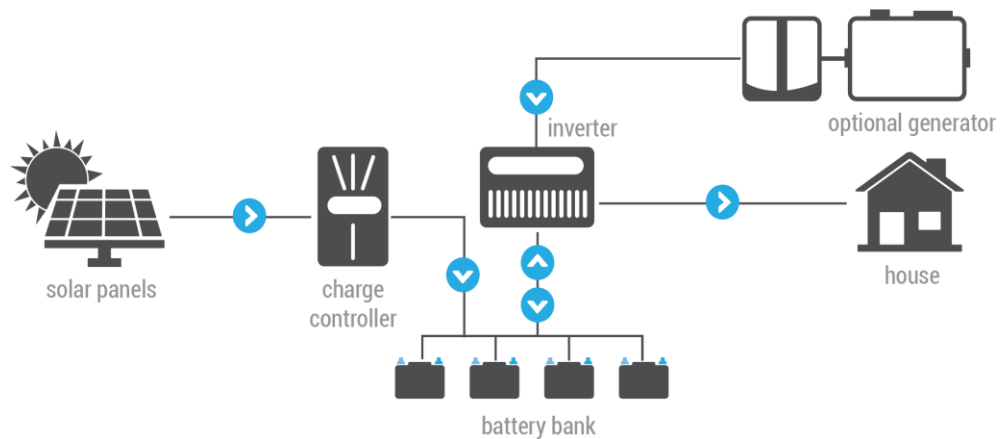 inverter
optional generator
solar panels
charge
controller
house
battery bank